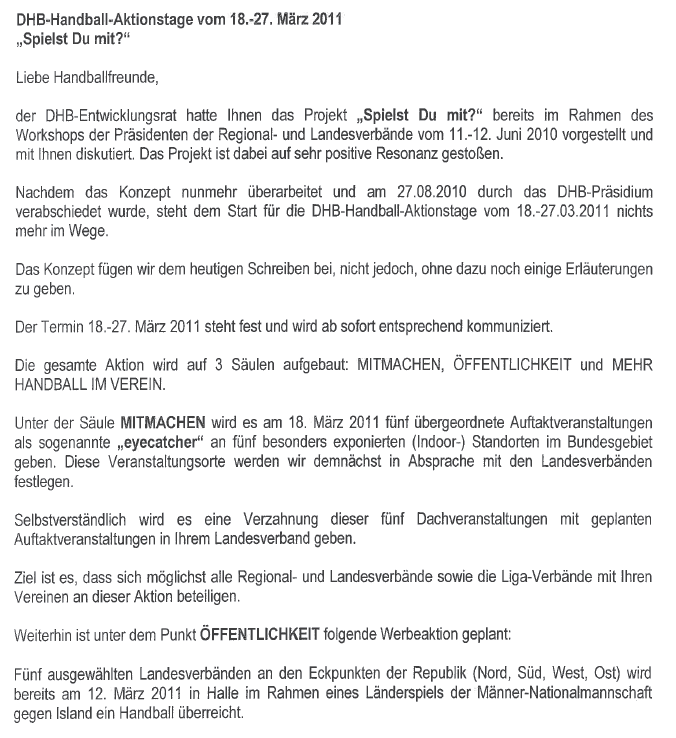 DHB-Handball-Aktionstage vom 18.-27. März 2011
„Spielst Du mit?“
Liebe Handballfreunde,
der DHB-Entwicklungsrat hatte Ihnen das Projekt „Spielst Du mit?“ bereits im Rahmen des
Workshops der Präsidenten der Regional- und Landesverbände vom 11.-12. Juni 2010 vorgestellt und
mit Ihnen diskutiert. Das Projekt ist dabei auf sehr positive Resonanz gestoßen.
Nachdem das Konzept nunmehr überarbeitet und am 27.08.2010 durch das DHB-Präsidium
verabschiedet wurde, steht dem Start für die DHB-Handball-Aktionstage vom 18.-27.03.2011 nichts
mehr im Wege.
Das Konzept fügen wir dem heutigen Schreiben bei, nicht jedoch, ohne dazu noch einige Erläuterungen
zu geben.
Der Termin 18.-27. März 2011 steht fest und wird ab sofort entsprechend kommuniziert.
Die gesamte Aktion wird auf 3 Säulen aufgebaut: MITMACHEN, ÖFFENTLICHKEIT und MEHR
HANDBALL IM VEREIN.
Unter der Säule MITMACHEN wird es am 18. März 2011 fünf übergeordnete Auftaktveranstaltungen
als sogenannte „eyecatcher“ an fünf besonders exponierten (Indoor-) Standorten im Bundesgebiet
geben. Diese Veranstaltungsorte werden wir demnächst in Absprache mit den Landesverbänden
festlegen.
Selbstverständlich wird es eine Verzahnung dieser fünf Dachveranstaltungen mit geplanten
Auftaktveranstaltungen in Ihrem Landesverband geben.
Ziel ist es, dass sich möglichst alle Regional- und Landesverbände sowie die Liga-Verbände mit Ihren
Vereinen an dieser Aktion beteiligen.
Weiterhin ist unter dem Punkt ÖFFENTLICHKEIT folgende Werbeaktion geplant:
Fünf ausgewählten Landesverbänden an den Eckpunkten der Republik (Nord, Süd, West, Ost) wird
bereits am 12. März 2011 in Halle im Rahmen eines Länderspiels der Männer-Nationalmannschaft
gegen Island ein Handball überreicht.